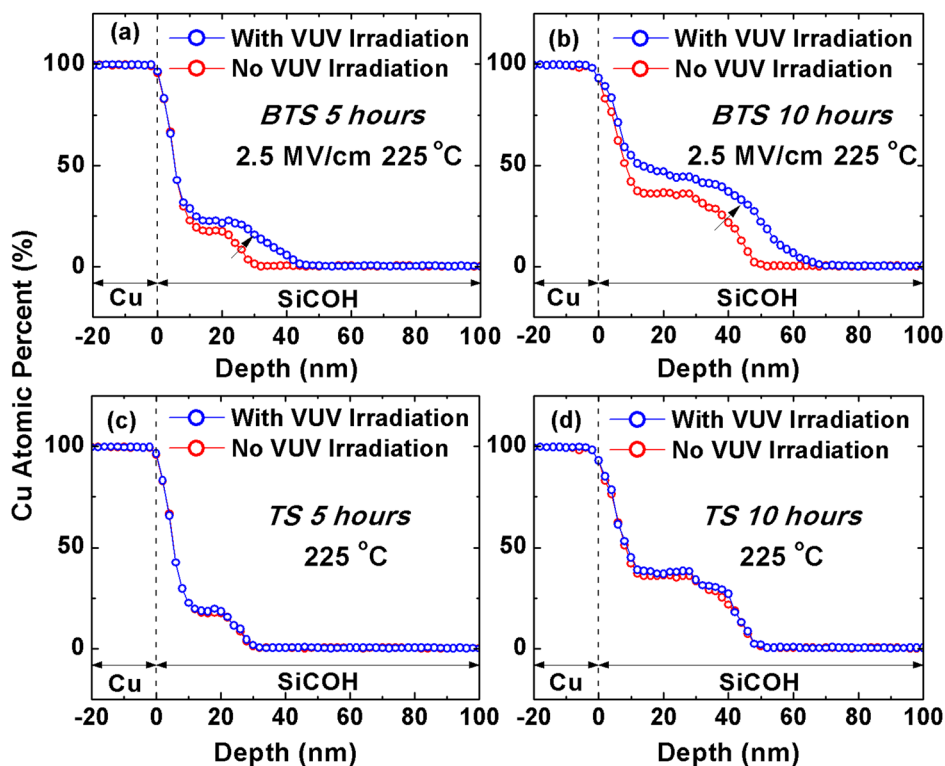 Cu Atomic Percent (%)
(a)
With VUV Irradiation
No VUV Irradiation
BTS 5 hours
2.5 MV/cm 225 °C
100
50
0
Cu
SiCOH
-20 0 20 40 60 80 100
Depth (nm)
(b)
With VUV Irradiation
No VUV Irradiation
BTS 10 hours
2.5 MV/cm 225 °C
100
50
0
Cu
SiCOH
-20 0 20 40 60 80 100
Depth (nm)
(c)
With VUV Irradiation
No VUV Irradiation
TS 5 hours
225 °C
100
50
0
Cu
SiCOH
-20 0 20 40 60 80 100
Depth (nm)
(d)
With VUV Irradiation
No VUV Irradiation
TS 10 hours
225 °C
100
50
0
Cu
SiCOH
-20 0 20 40 60 80 100
Depth (nm)